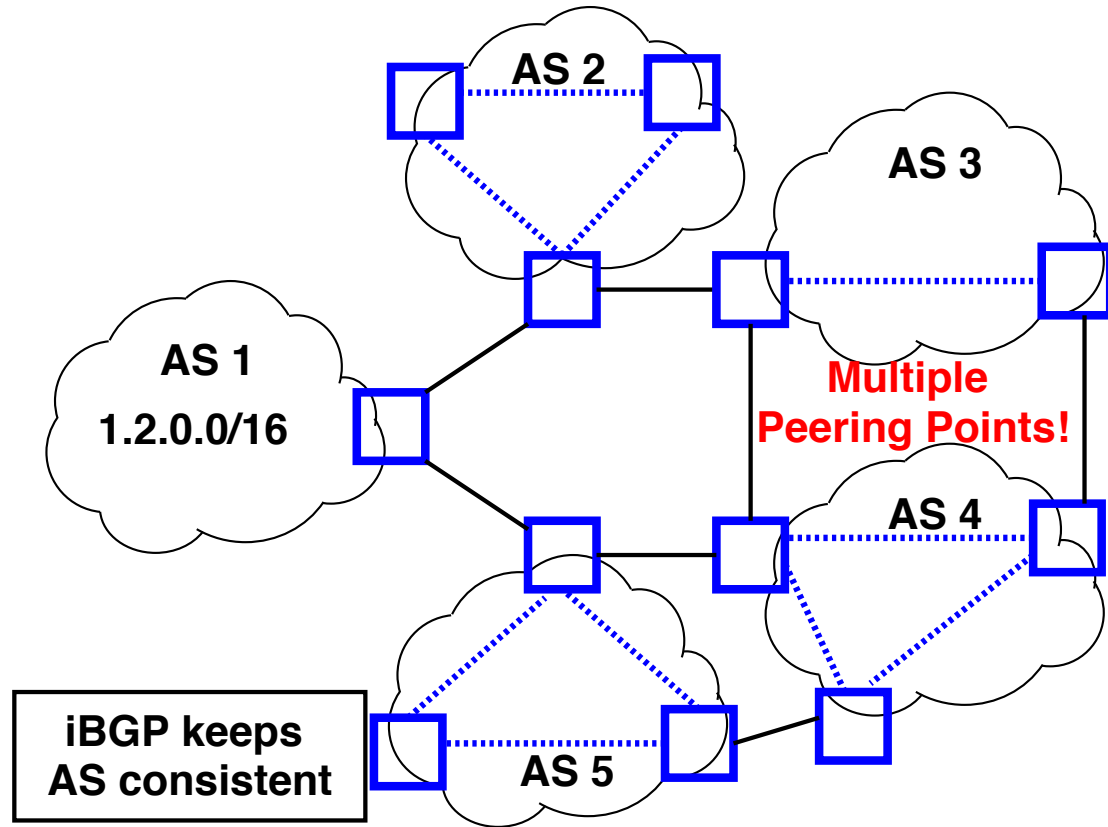 AS 2
AS 3
AS 1
1.2.0.0/16
Multiple
Peering Points!
AS 4
iBGP keeps
AS consistent
AS 5